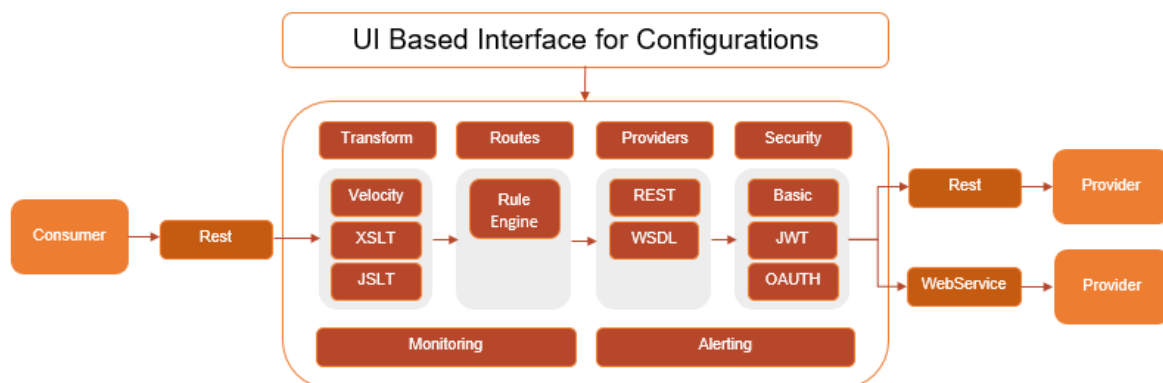 UI Based Interface for Configurations
Transform
Routes
Providers
Security
Velocity
XSLT
JSLT
Rule
Engine
REST
WSDL
Basic
JWT
OAUTH
Consumer
Rest
Rest
Provider
WebService
Provider
Monitoring
Alerting